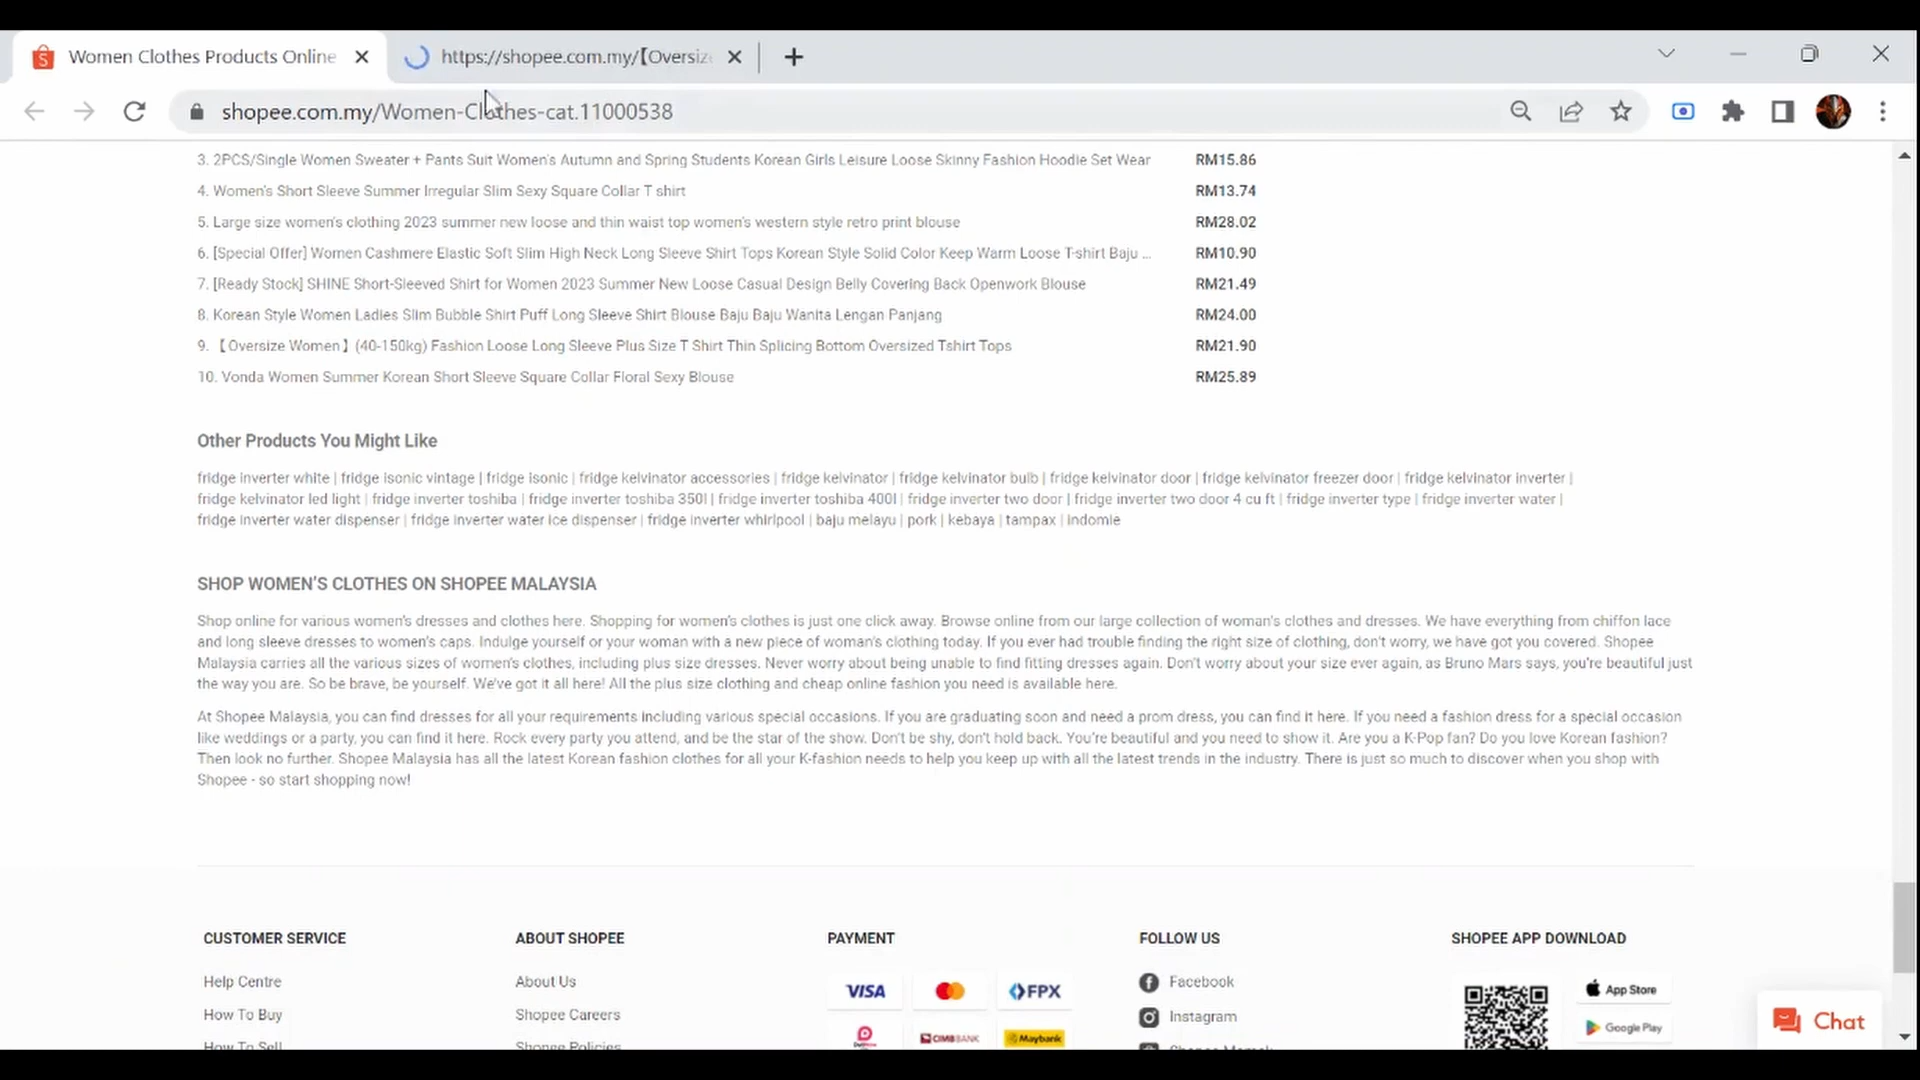 Women Clothes Products Online
https://shopee.com.my/【Oversize
shopee.com.my/Women-Clothes-cat.11000538
3. 2PCS/Single Women Sweater + Pants Suit Women's Autumn and Spring Students Korean Girls Leisure Loose Skinny Fashion Hoodie Set Wear RM15.86
4. Women's Short Sleeve Summer Irregular Slim Sexy Square Collar T shirt RM13.74
5. Large size women's clothing 2023 summer new loose and thin waist top women's western style retro print blouse RM28.02
6. [Special Offer] Women Cashmere Elastic Soft Slim High Neck Long Sleeve Shirt Tops Korean Style Solid Color Keep Warm Loose T-shirt Baju ... RM10.90
7. [Ready Stock] SHINE Short-Sleeved Shirt for Women 2023 Summer New Loose Casual Design Belly Covering Back Openwork Blouse RM21.49
8. Korean Style Women Ladies Slim Bubble Shirt Puff Long Sleeve Shirt Blouse Baju Baju Wanita Lengan Panjang RM24.00
9. 【Oversize Women】(40-150kg) Fashion Loose Long Sleeve Plus Size T Shirt Thin Splicing Bottom Oversized Tshirt Tops RM21.90
10. Vonda Women Summer Korean Short Sleeve Square Collar Floral Sexy Blouse RM25.89
Other Products You Might Like
fridge inverter white | fridge isonic vintage | fridge isonic | fridge kelvinator accessories | fridge kelvinator | fridge kelvinator bulb | fridge kelvinator door | fridge kelvinator freezer door | fridge kelvinator inverter |
fridge kelvinator led light | fridge inverter toshiba | fridge inverter toshiba 350l | fridge inverter toshiba 400l | fridge inverter two door | fridge inverter two door 4 cu ft | fridge inverter type | fridge inverter water |
fridge inverter water dispenser | fridge inverter water ice dispenser | fridge inverter whirlpool | baju melayu | pork | kebaya | tampax | indomie
SHOP WOMEN'S CLOTHES ON SHOPEE MALAYSIA
Shop online for various women's dresses and clothes here. Shopping for women's clothes is just one click away. Browse online from our large collection of woman's clothes and dresses. We have everything from chiffon lace
and long sleeve dresses to women's caps. Indulge yourself or your woman with a new piece of woman's clothing today. If you ever had trouble finding the right size of clothing, don't worry, we have got you covered. Shopee
Malaysia carries all the various sizes of women's clothes, including plus size dresses. Never worry about being unable to find fitting dresses again. Don't worry about your size ever again, as Bruno Mars says, you're beautiful just
the way you are. So be brave, be yourself. We've got it all here! All the plus size clothing and cheap online fashion you need is available here.
At Shopee Malaysia, you can find dresses for all your requirements including various special occasions. If you are graduating soon and need a prom dress, you can find it here. If you need a fashion dress for a special occasion
like weddings or a party, you can find it here. Rock every party you attend, and be the star of the show. Don't be shy, don't hold back. You're beautiful and you need to show it. Are you a K-Pop fan? Do you love Korean fashion?
Then look no further. Shopee Malaysia has all the latest Korean fashion clothes for all your K-fashion needs to help you keep up with all the latest trends in the industry. There is just so much to discover when you shop with
Shopee - so start shopping now!
CUSTOMER SERVICE ABOUT SHOPEE PAYMENT FOLLOW US SHOPEE APP DOWNLOAD
Help Centre About Us VISA FPX Facebook App Store
How To Buy Shopee Careers Instagram Google Play
How To Sell Shopee Policies CIMB BANK Maybank
Chat